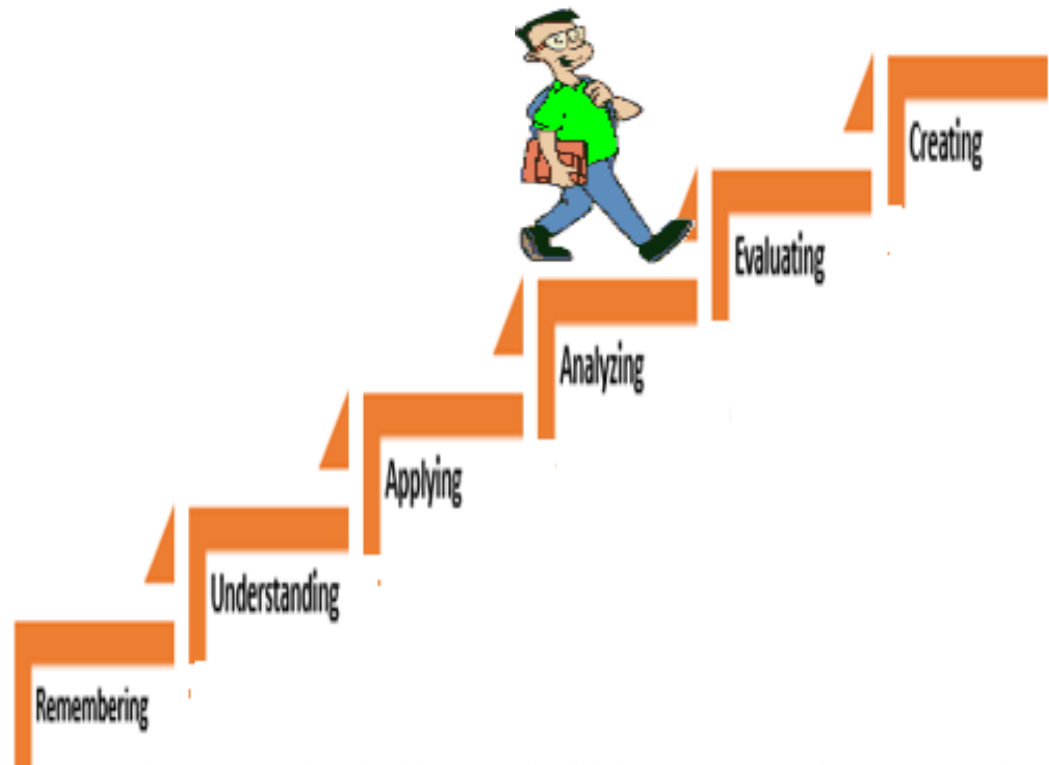 Creating
Evaluating
Analyzing
Applying
Understanding
Remembering